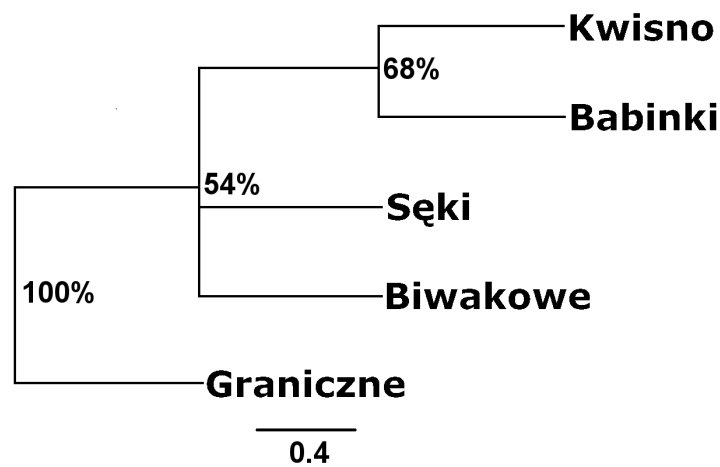 Kwisno
68%
Babinki
54%
Sęki
100%
Biwakowe
Graniczne
0.4